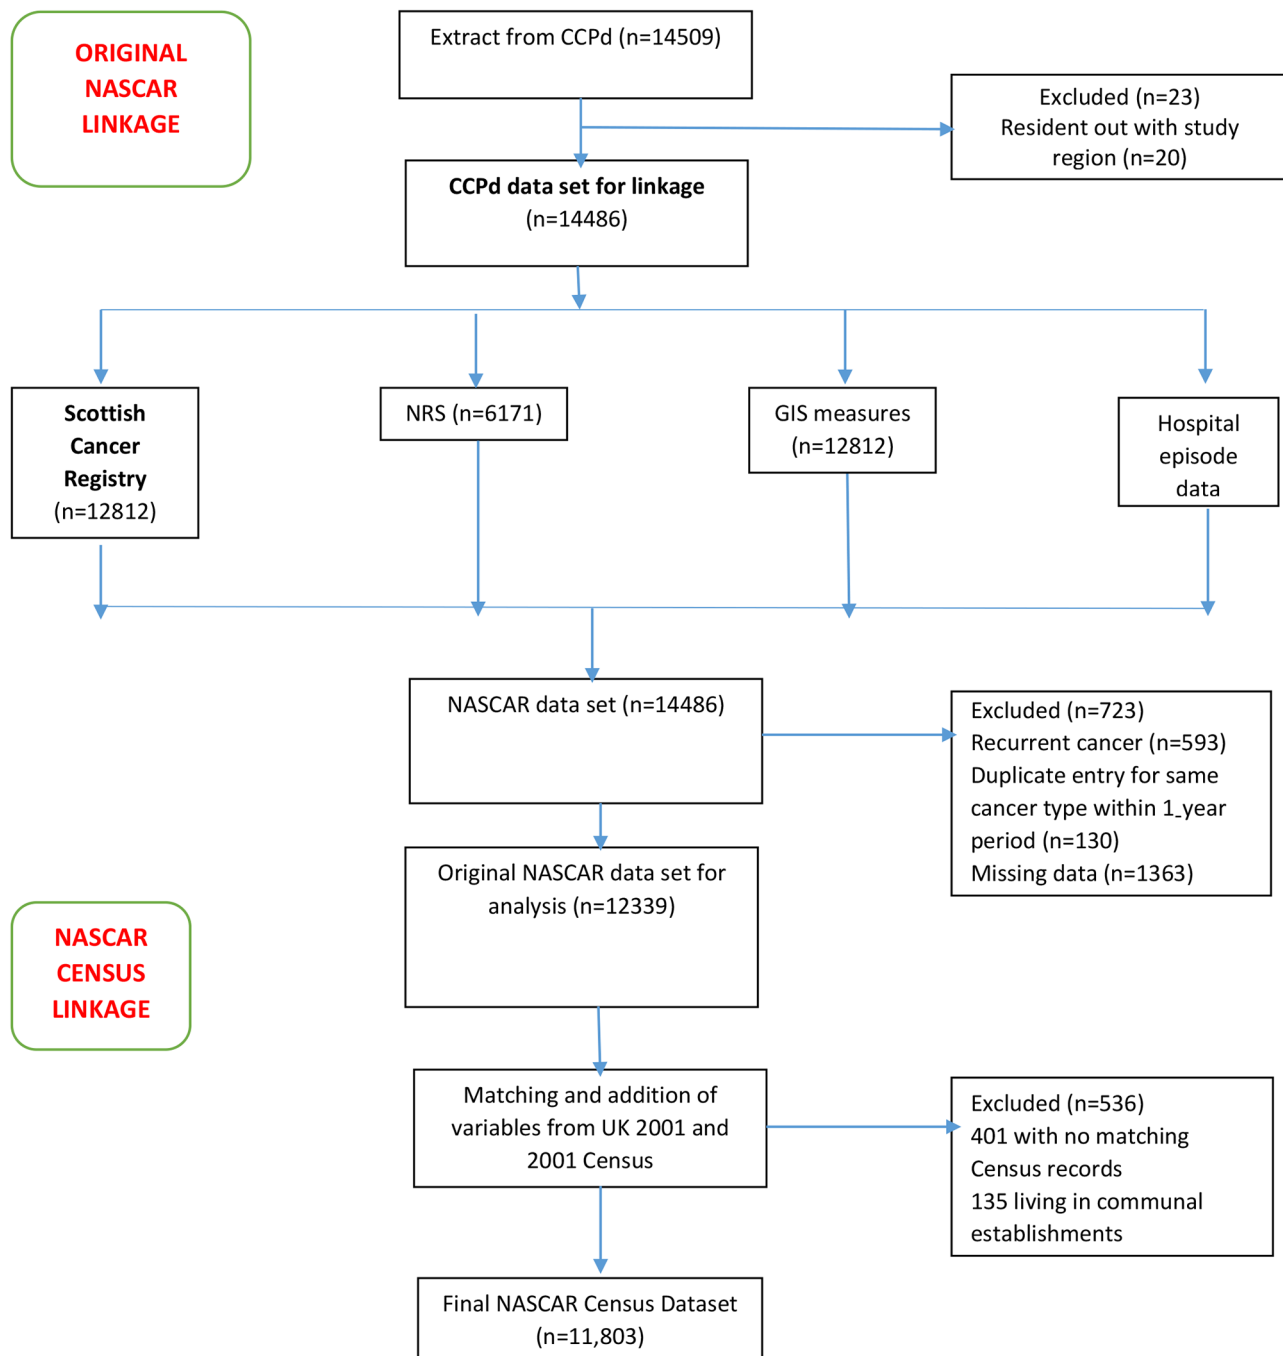 ORIGINAL
NASCAR
LINKAGE
Extract from CCPd (n=14509)
Excluded (n=23)
Resident out with study
region (n=20)
CCPd data set for linkage
(n=14486)
Scottish
Cancer
Registry
(n=12812)
NRS (n=6171)
GIS measures
(n=12812)
Hospital
episode
data
NASCAR data set (n=14486)
Excluded (n=723)
Recurrent cancer (n=593)
Duplicate entry for same
cancer type within 1_year
period (n=130)
Missing data (n=1363)
Original NASCAR data set for
analysis (n=12339)
NASCAR
CENSUS
LINKAGE
Matching and addition of
variables from UK 2001 and
2001 Census
Excluded (n=536)
401 with no matching
Census records
135 living in communal
establishments
Final NASCAR Census Dataset
(n=11,803)